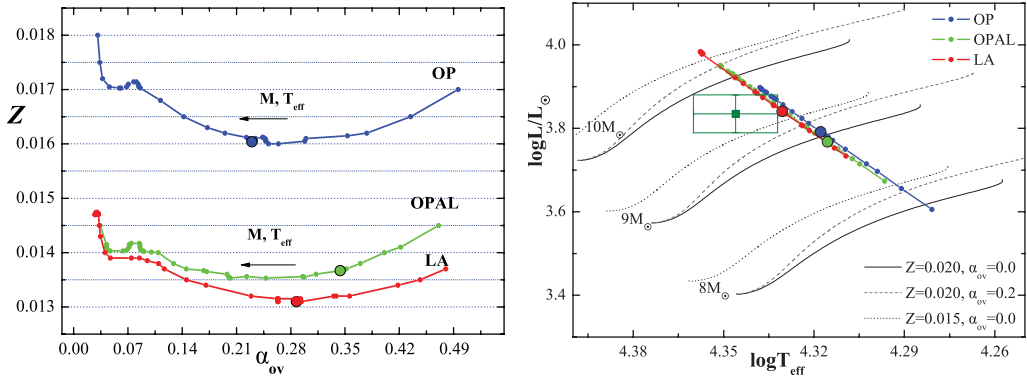 0.018
0.017
0.016
0.015
0.014
0.013
Z
OP
M, T_eff
OPAL
M, T_eff
LA
0.00 0.07 0.14 0.21 0.28 0.35 0.42 0.49
α_ov
4.0
3.8
3.6
3.4
logL/L_⊙
OP
OPAL
LA
10M_⊙
9M_⊙
8M_⊙
Z=0.020, α_ov=0.0
Z=0.020, α_ov=0.2
Z=0.015, α_ov=0.0
4.38 4.35 4.32 4.29 4.26
logT_eff